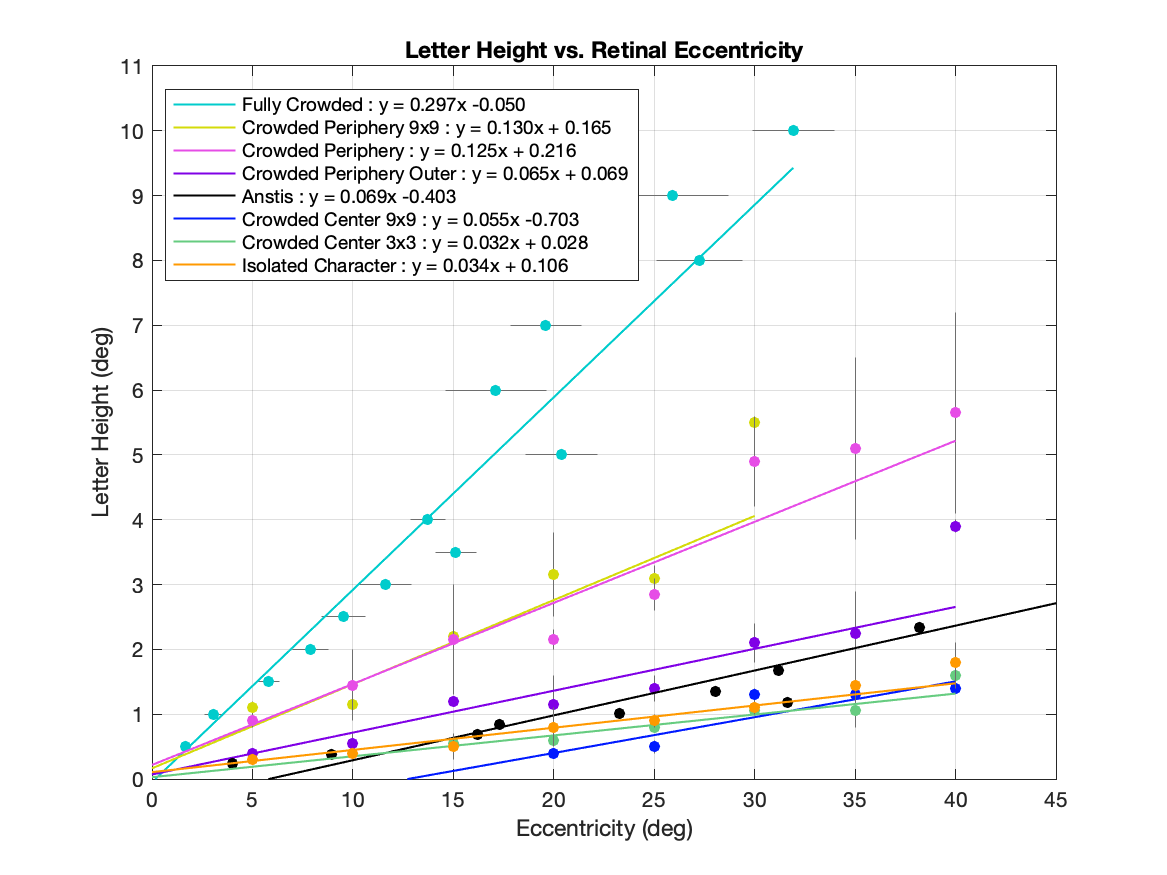 Letter Height vs. Retinal Eccentricity
11
10
9
8
7
6
5
4
3
2
1
0
Letter Height (deg)
Fully Crowded : y = 0.297x -0.050
Crowded Periphery 9x9 : y = 0.130x + 0.165
Crowded Periphery : y = 0.125x + 0.216
Crowded Periphery Outer : y = 0.065x + 0.069
Anstis : y = 0.069x -0.403
Crowded Center 9x9 : y = 0.055x -0.703
Crowded Center 3x3 : y = 0.032x + 0.028
Isolated Character : y = 0.034x + 0.106
0 5 10 15 20 25 30 35 40 45
Eccentricity (deg)